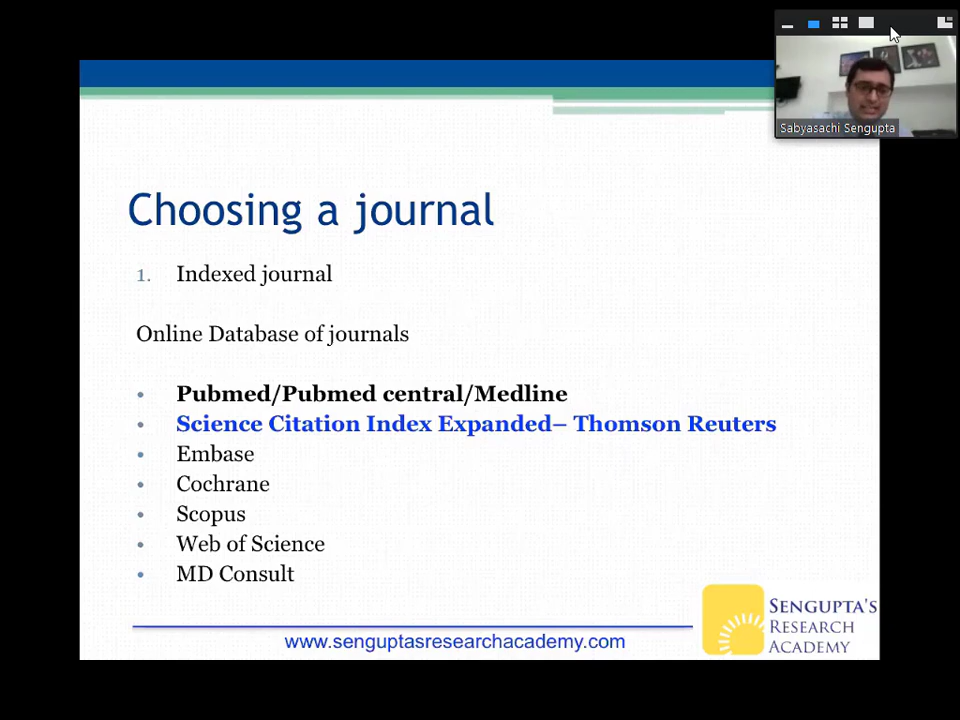 Sabyasachi Sengupta
Choosing a journal
1. Indexed journal
Online Database of journals
• Pubmed/Pubmed central/Medline
• Science Citation Index Expanded– Thomson Reuters
• Embase
• Cochrane
• Scopus
• Web of Science
• MD Consult
www.senguptasresearchacademy.com
SENGUPTA'S
RESEARCH
ACADEMY